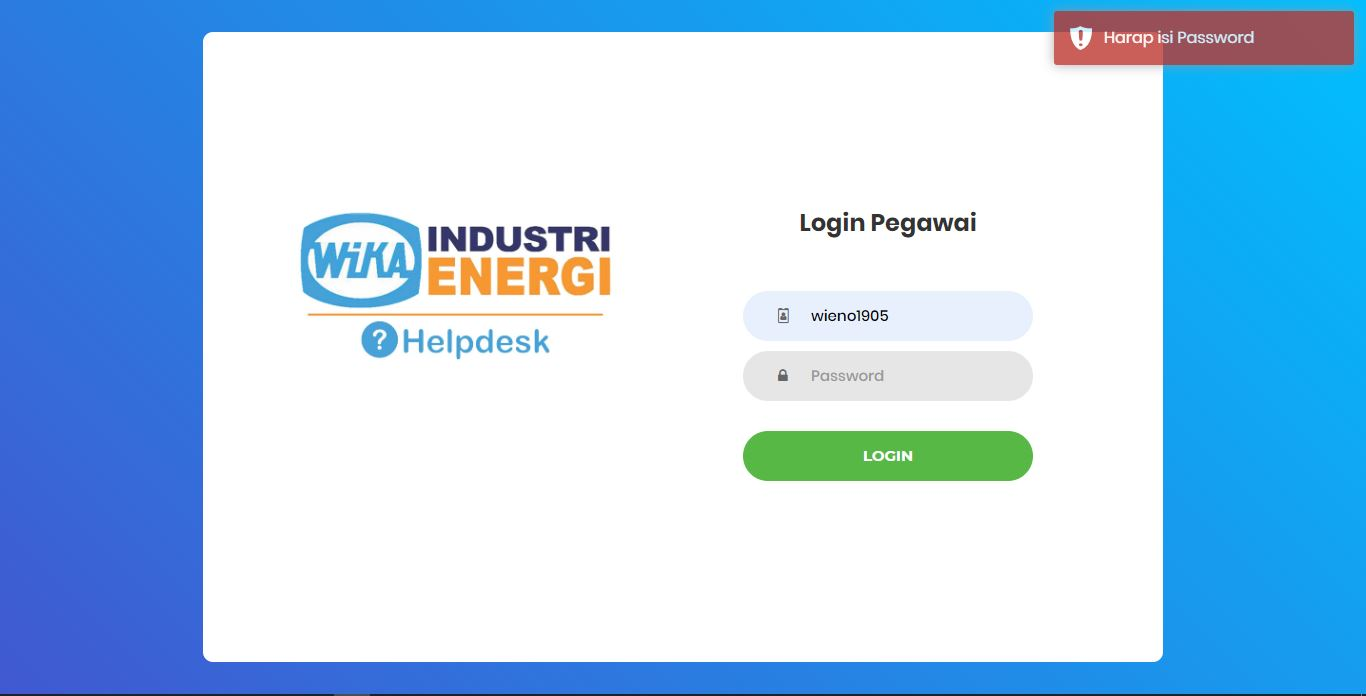 Harap isi Password
WiKA INDUSTRI
ENERGI
? Helpdesk
Login Pegawai
wieno1905
Password
LOGIN